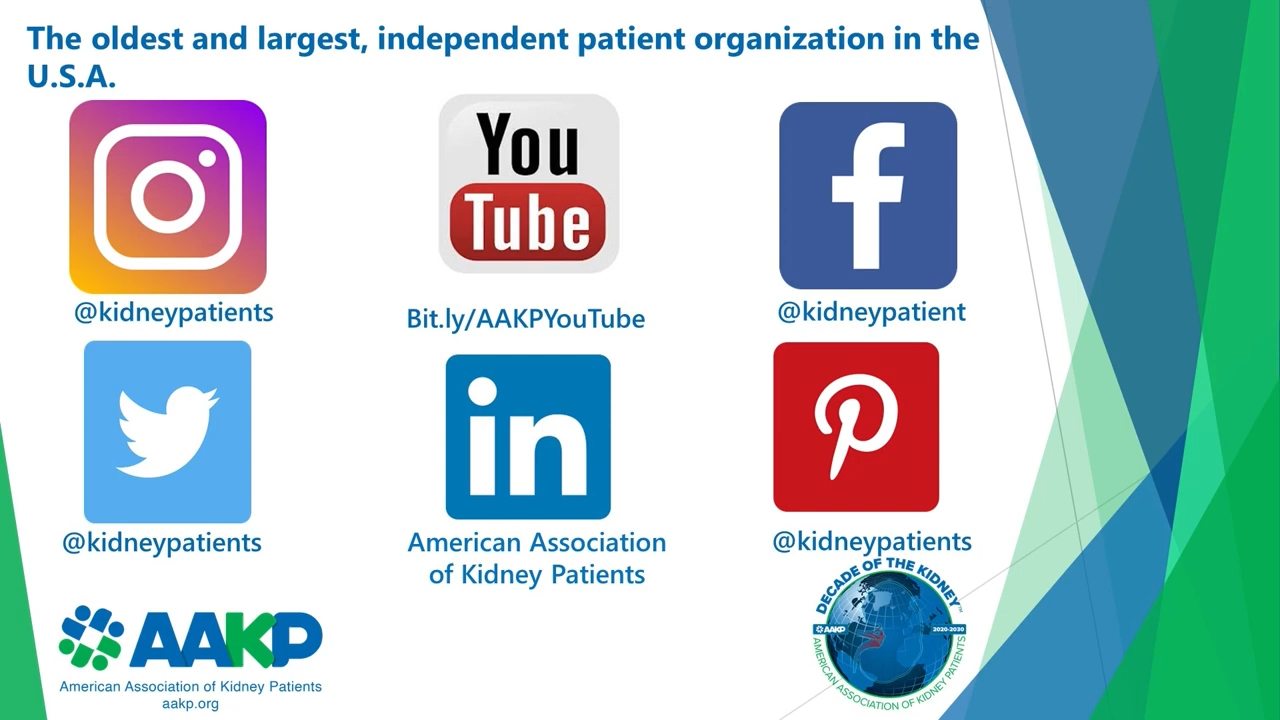 The oldest and largest, independent patient organization in the
U.S.A.
You
Tube
f
@kidneypatients
Bit.ly/AAKPYouTube
@kidneypatient
in
@kidneypatients
American Association
of Kidney Patients
@kidneypatients
DECADE OF THE KIDNEY™
AAKP
2020-2030
AMERICAN ASSOCIATION OF KIDNEY PATIENTS
AAKP
American Association of Kidney Patients
aakp.org